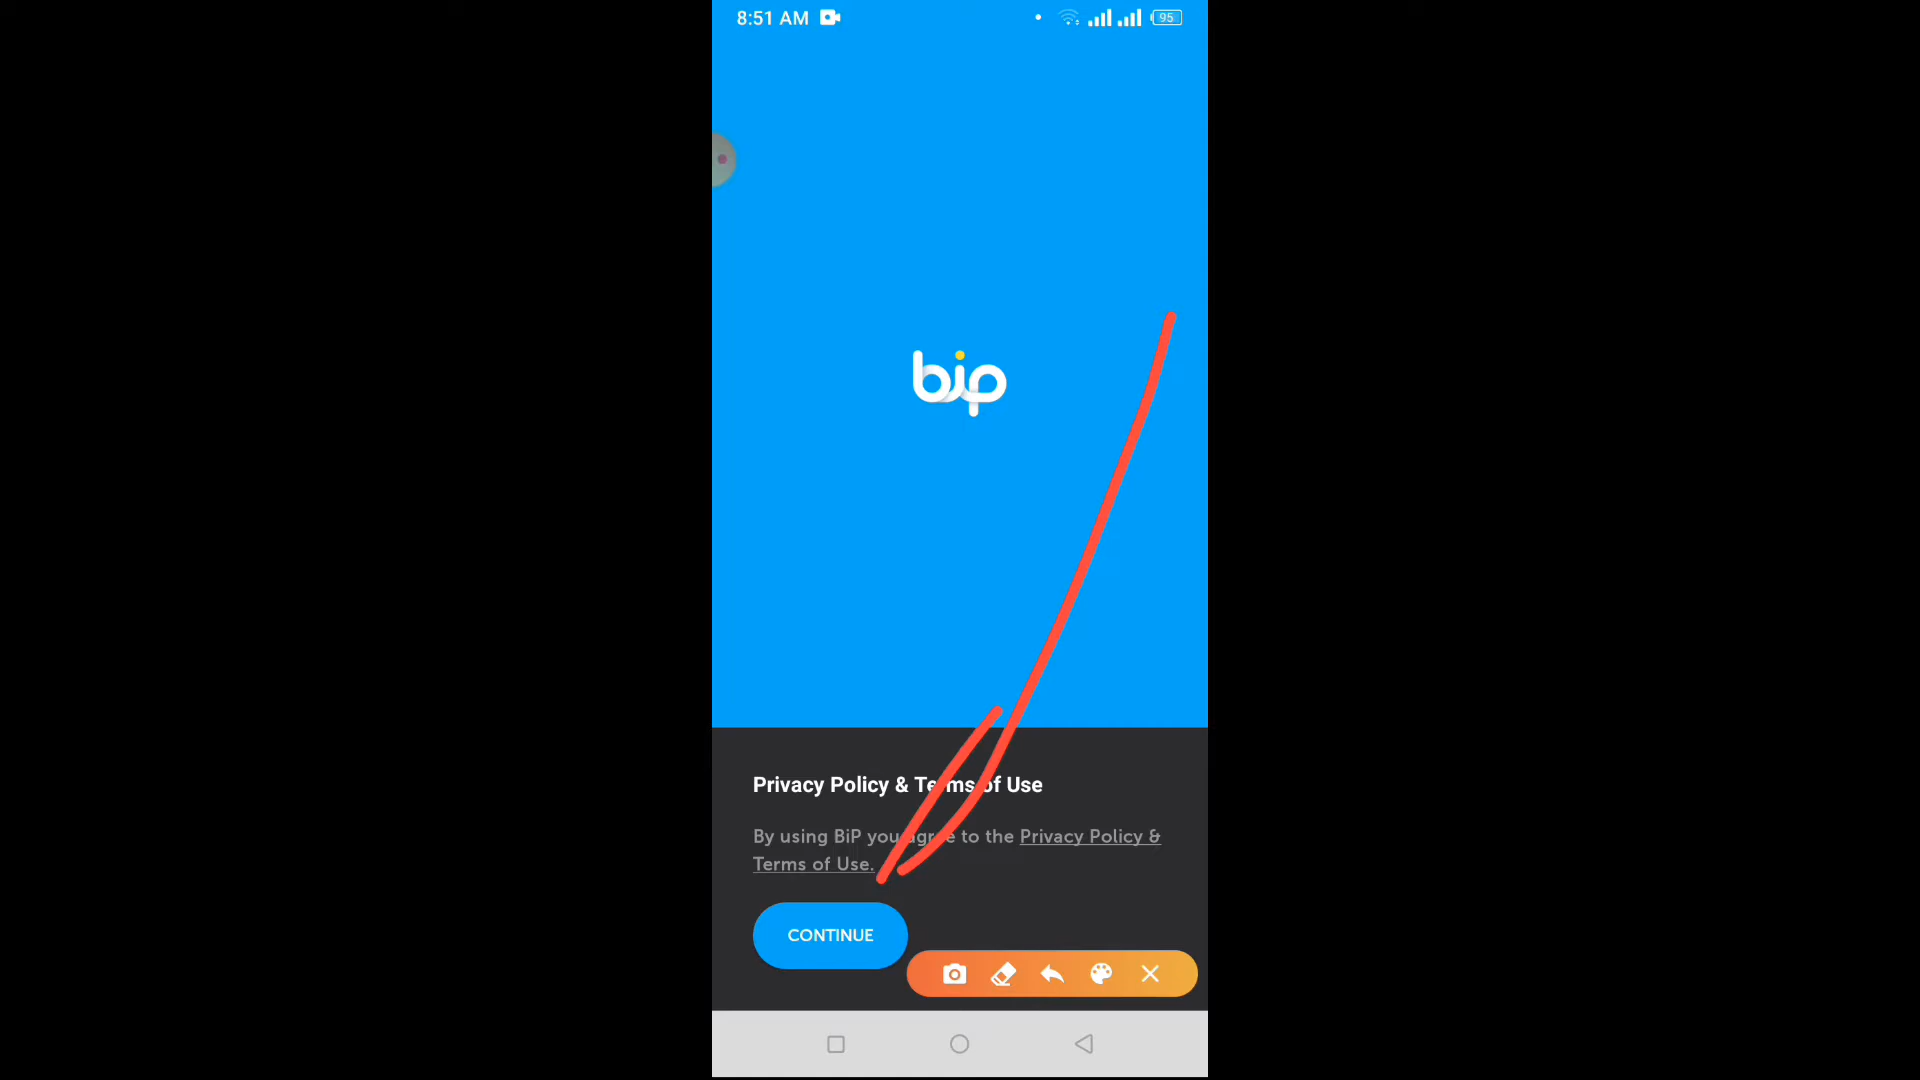 8:51 AM
95
bip
Privacy Policy & Terms of Use
By using BiP you agree to the Privacy Policy &
Terms of Use.
CONTINUE